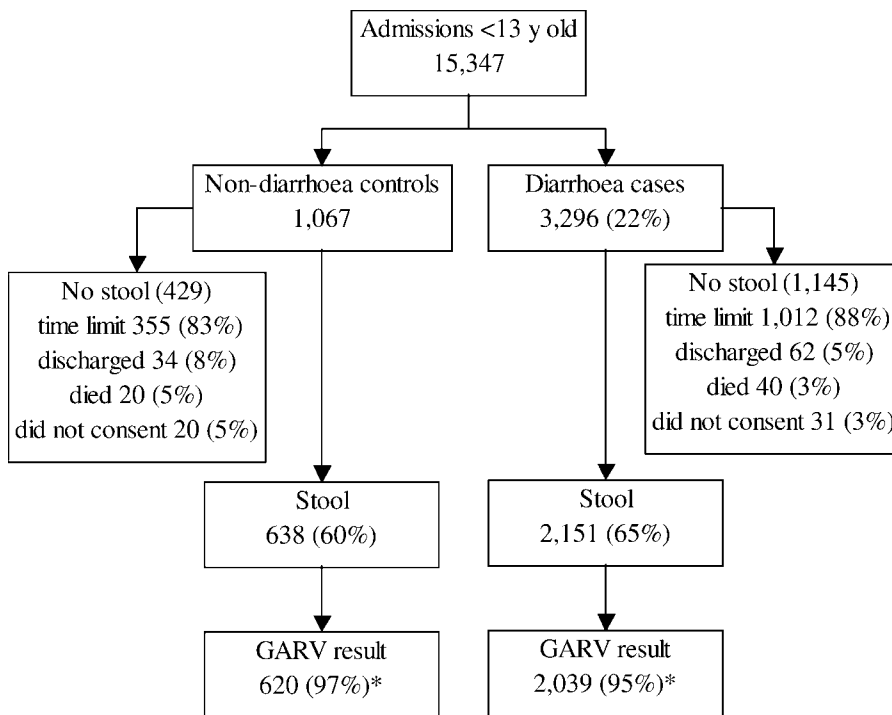 Admissions <13 y old
15,347
Non-diarrhoea controls
1,067
Diarrhoea cases
3,296 (22%)
No stool (429)
time limit 355 (83%)
discharged 34 (8%)
died 20 (5%)
did not consent 20 (5%)
No stool (1,145)
time limit 1,012 (88%)
discharged 62 (5%)
died 40 (3%)
did not consent 31 (3%)
Stool
638 (60%)
Stool
2,151 (65%)
GARV result
620 (97%)*
GARV result
2,039 (95%)*